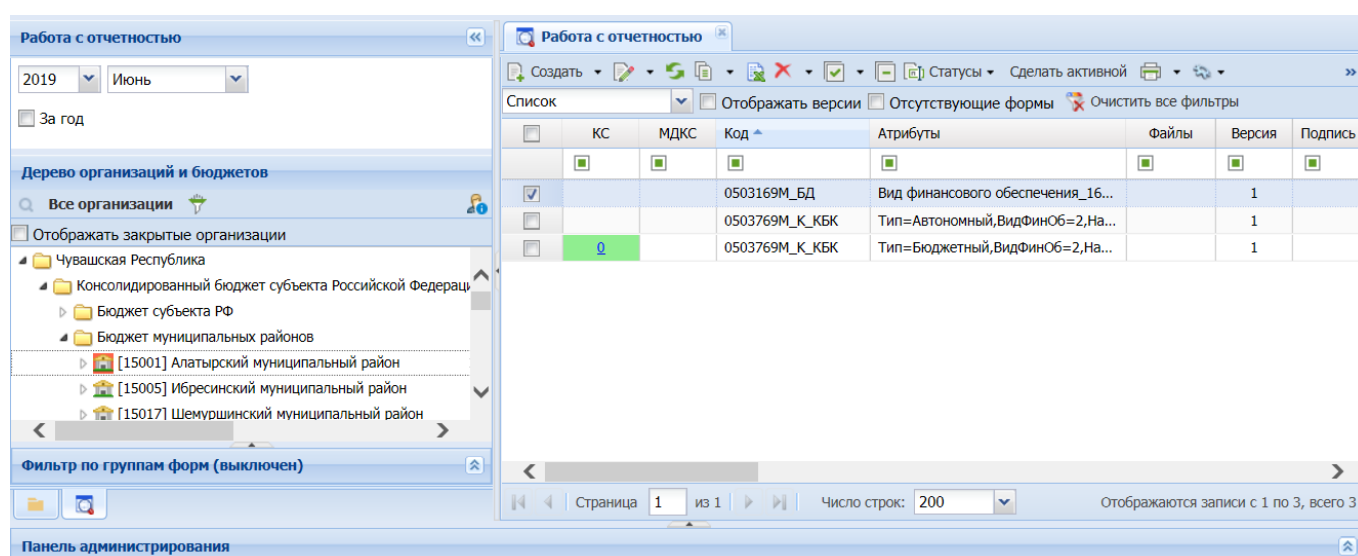 Работа с отчетностью
2019 Июнь
За год
Дерево организаций и бюджетов
Все организации
Отображать закрытые организации
Чувашская Республика
Консолидированный бюджет субъекта Российской Федерац
Бюджет субъекта РФ
Бюджет муниципальных районов
[15001] Алатырский муниципальный район
[15005] Ибресинский муниципальный район
[15017] Шемуршинский муниципальный район
Фильтр по группам форм (выключен)
Работа с отчетностью
Создать Статусы Сделать активной
Список Отображать версии Отсутствующие формы Очистить все фильтры
КС МДКС Код Атрибуты Файлы Версия Подпись
0503169М_БД Вид финансового обеспечения_16... 1
0503769М_К_КБК Тип=Автономный,ВидФинОб=2,На... 1
0 0503769М_К_КБК Тип=Бюджетный,ВидФинОб=2,На... 1
Страница 1 из 1 Число строк: 200 Отображаются записи с 1 по 3, всего 3
Панель администрирования